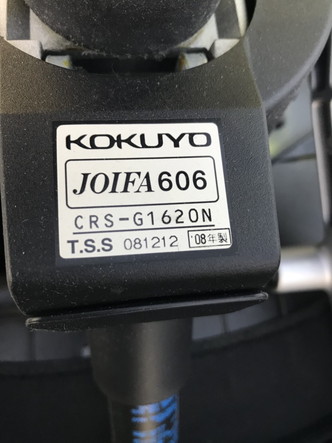 KOKUYO
JOIFA606
CRS-G1620N
T.S.S 081212 '08年製